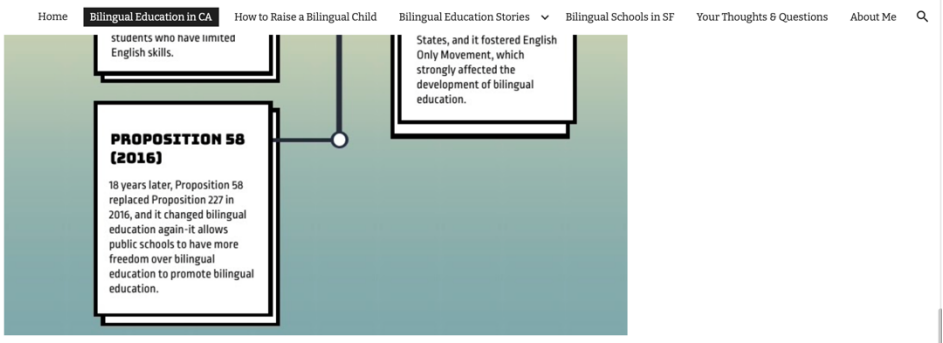 Home Bilingual Education in CA How to Raise a Bilingual Child Bilingual Education Stories Bilingual Schools in SF Your Thoughts & Questions About Me
students who have limited
English skills.
States, and it fostered English
Only Movement, which
strongly affected the
development of bilingual
education.
PROPOSITION 58
(2016)
18 years later, Proposition 58
replaced Proposition 227 in
2016, and it changed bilingual
education again-it allows
public schools to have more
freedom over bilingual
education to promote bilingual
education.